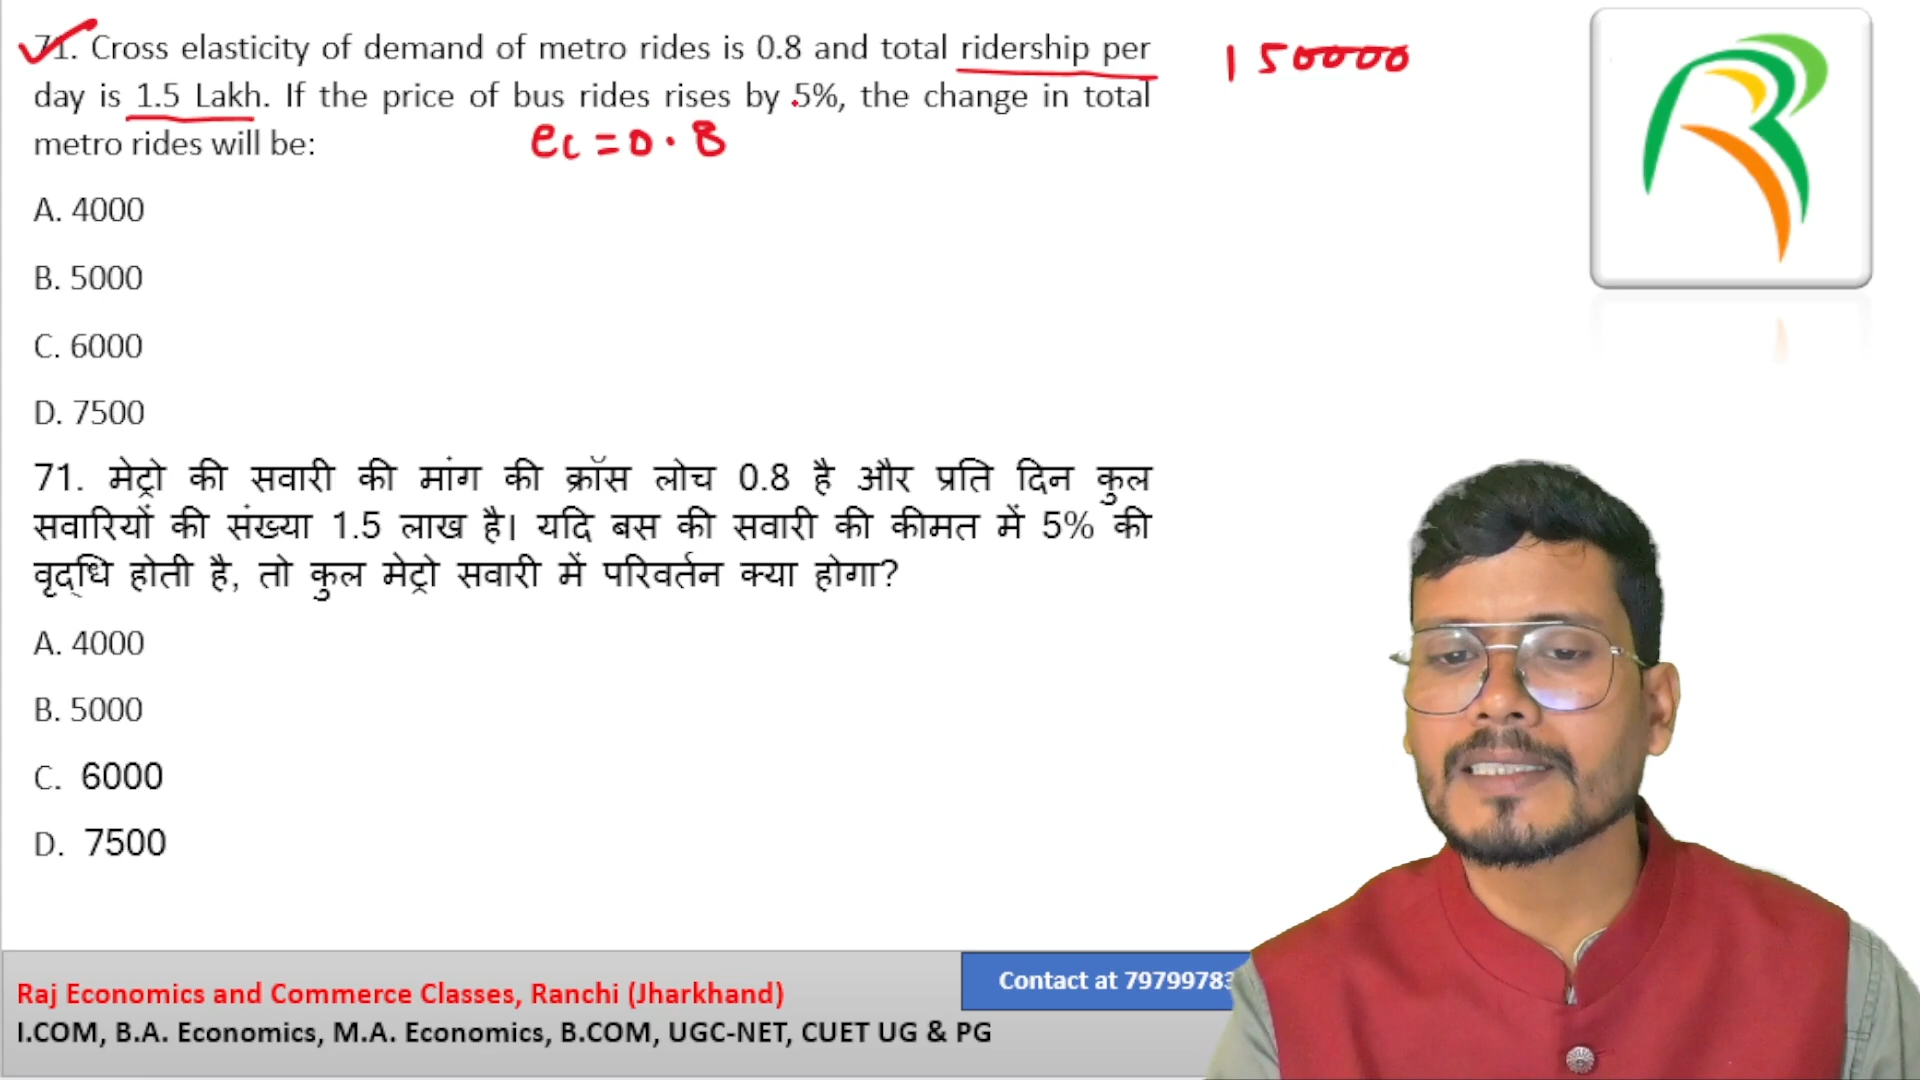 71. Cross elasticity of demand of metro rides is 0.8 and total ridership per
150000
day is 1.5 Lakh. If the price of bus rides rises by 5%, the change in total
metro rides will be:
ec = 0.8
A. 4000
B. 5000
C. 6000
D. 7500
71. मेट्रो की सवारी की मांग की क्रॉस लोच 0.8 है और प्रति दिन कुल
सवारियों की संख्या 1.5 लाख है। यदि बस की सवारी की कीमत में 5% की
वृद्धि होती है, तो कुल मेट्रो सवारी में परिवर्तन क्या होगा?
A. 4000
B. 5000
C. 6000
D. 7500
Raj Economics and Commerce Classes, Ranchi (Jharkhand)
Contact at 7979978
I.COM, B.A. Economics, M.A. Economics, B.COM, UGC-NET, CUET UG & PG